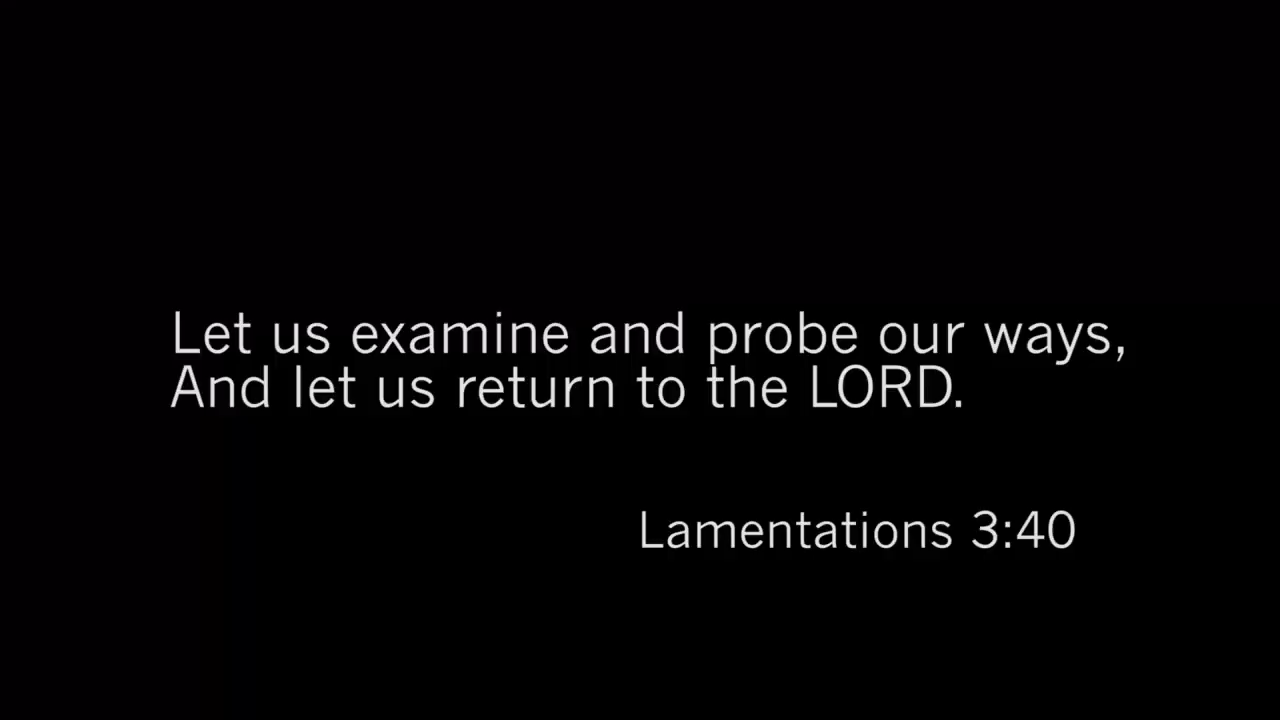 Let us examine and probe our ways,
And let us return to the LORD.
Lamentations 3:40